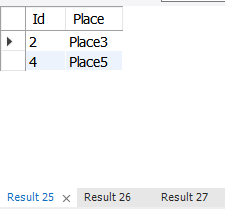 Id Place
2 Place3
4 Place5
Result 25 × Result 26 Result 27